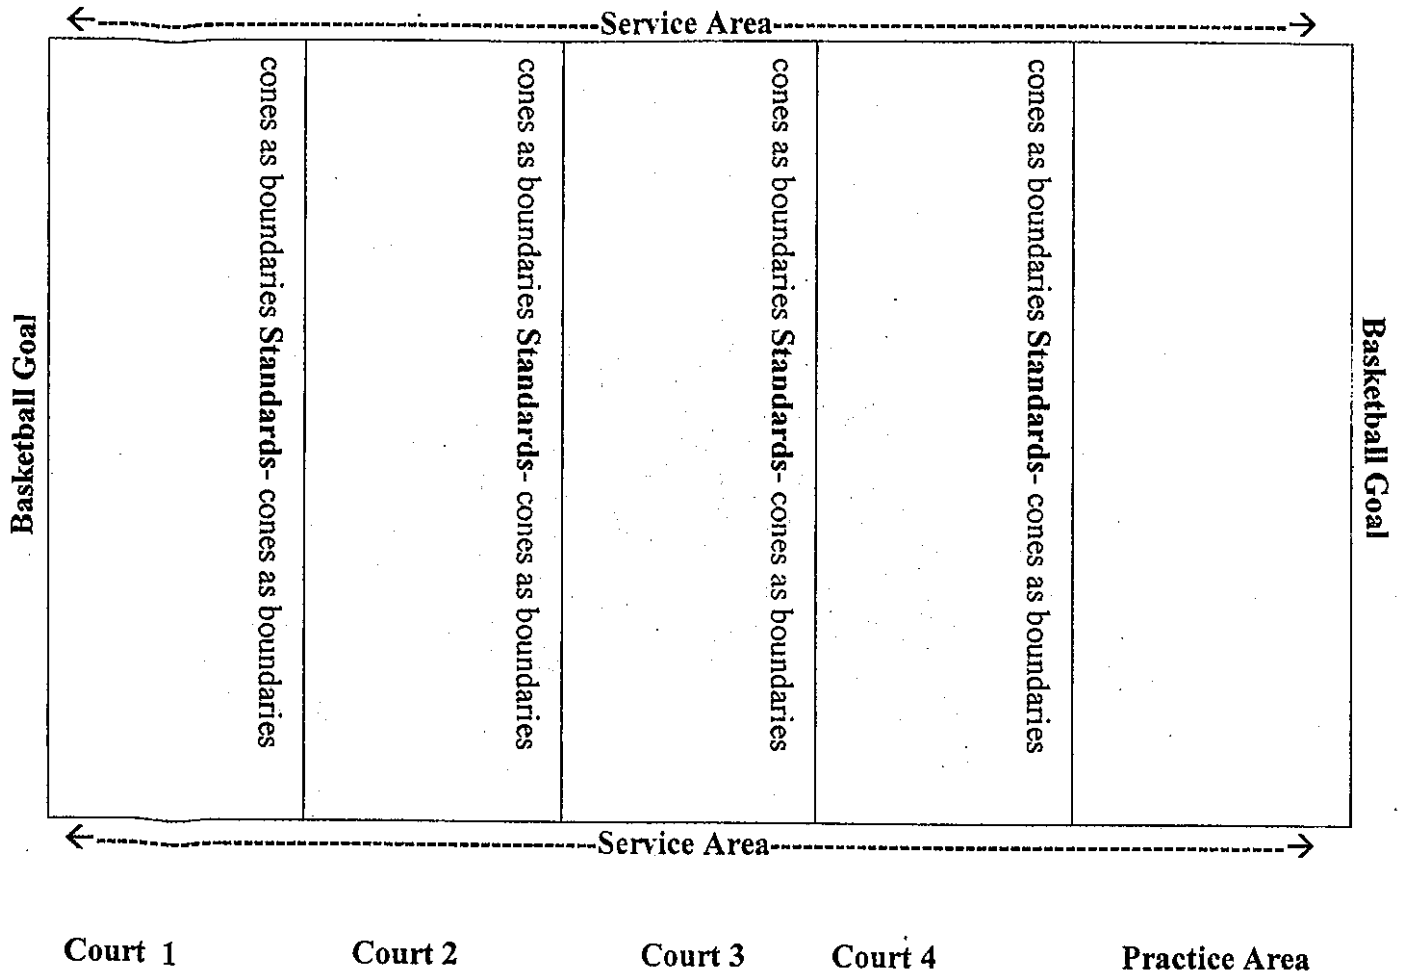 ←-----Service Area-----→
Basketball Goal
cones as boundaries Standards- cones as boundaries
cones as boundaries Standards- cones as boundaries
cones as boundaries Standards- cones as boundaries
cones as boundaries Standards- cones as boundaries
Basketball Goal
←-----Service Area-----→
Court 1 Court 2 Court 3 Court 4 Practice Area